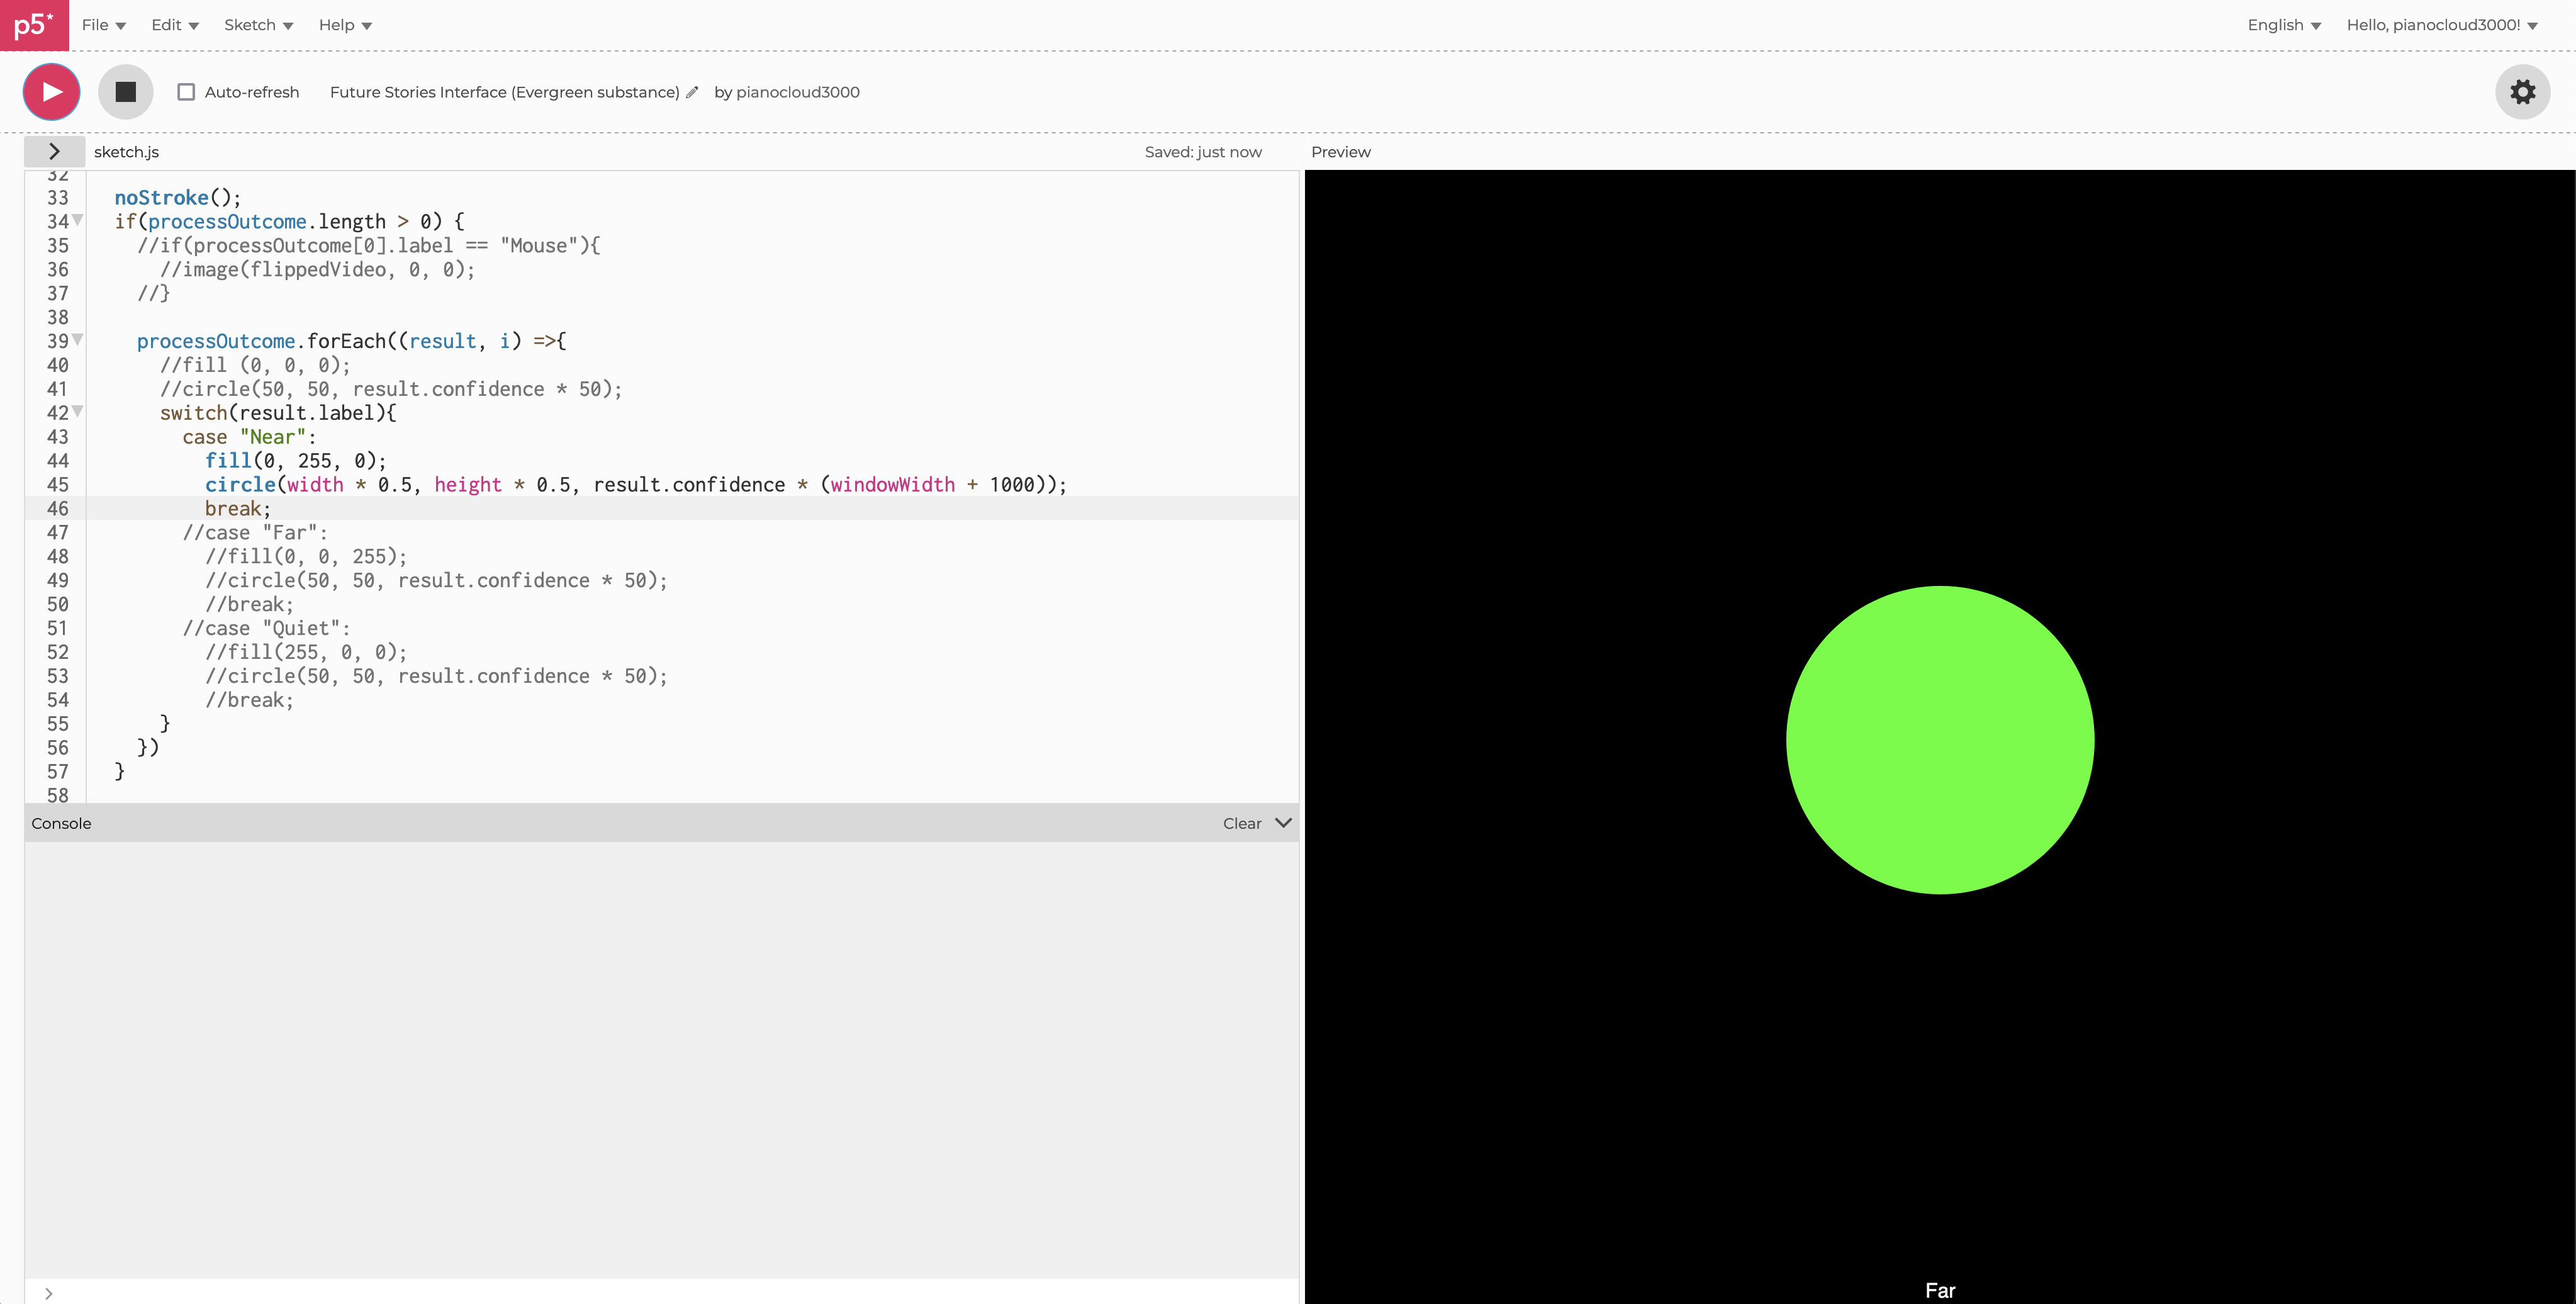 p5* File Edit Sketch Help English Hello, pianocloud3000!
Auto-refresh Future Stories Interface (Evergreen substance) by pianocloud3000
sketch.js Saved: just now Preview
32
33 noStroke();
34 if(processOutcome.length > 0) {
35 //if(processOutcome[0].label == "Mouse"){
36 //image(flippedVideo, 0, 0);
37 //}
38
39 processOutcome.forEach((result, i) =>{
40 //fill (0, 0, 0);
41 //circle(50, 50, result.confidence * 50);
42 switch(result.label){
43 case "Near":
44 fill(0, 255, 0);
45 circle(width * 0.5, height * 0.5, result.confidence * (windowWidth + 1000));
46 break;
47 //case "Far":
48 //fill(0, 0, 255);
49 //circle(50, 50, result.confidence * 50);
50 //break;
51 //case "Quiet":
52 //fill(255, 0, 0);
53 //circle(50, 50, result.confidence * 50);
54 //break;
55 }
56 })
57 }
58
Console Clear
Far